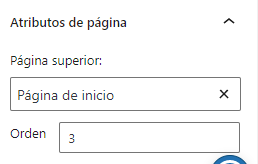 Atributos de página
Página superior:
Página de inicio
Orden
3